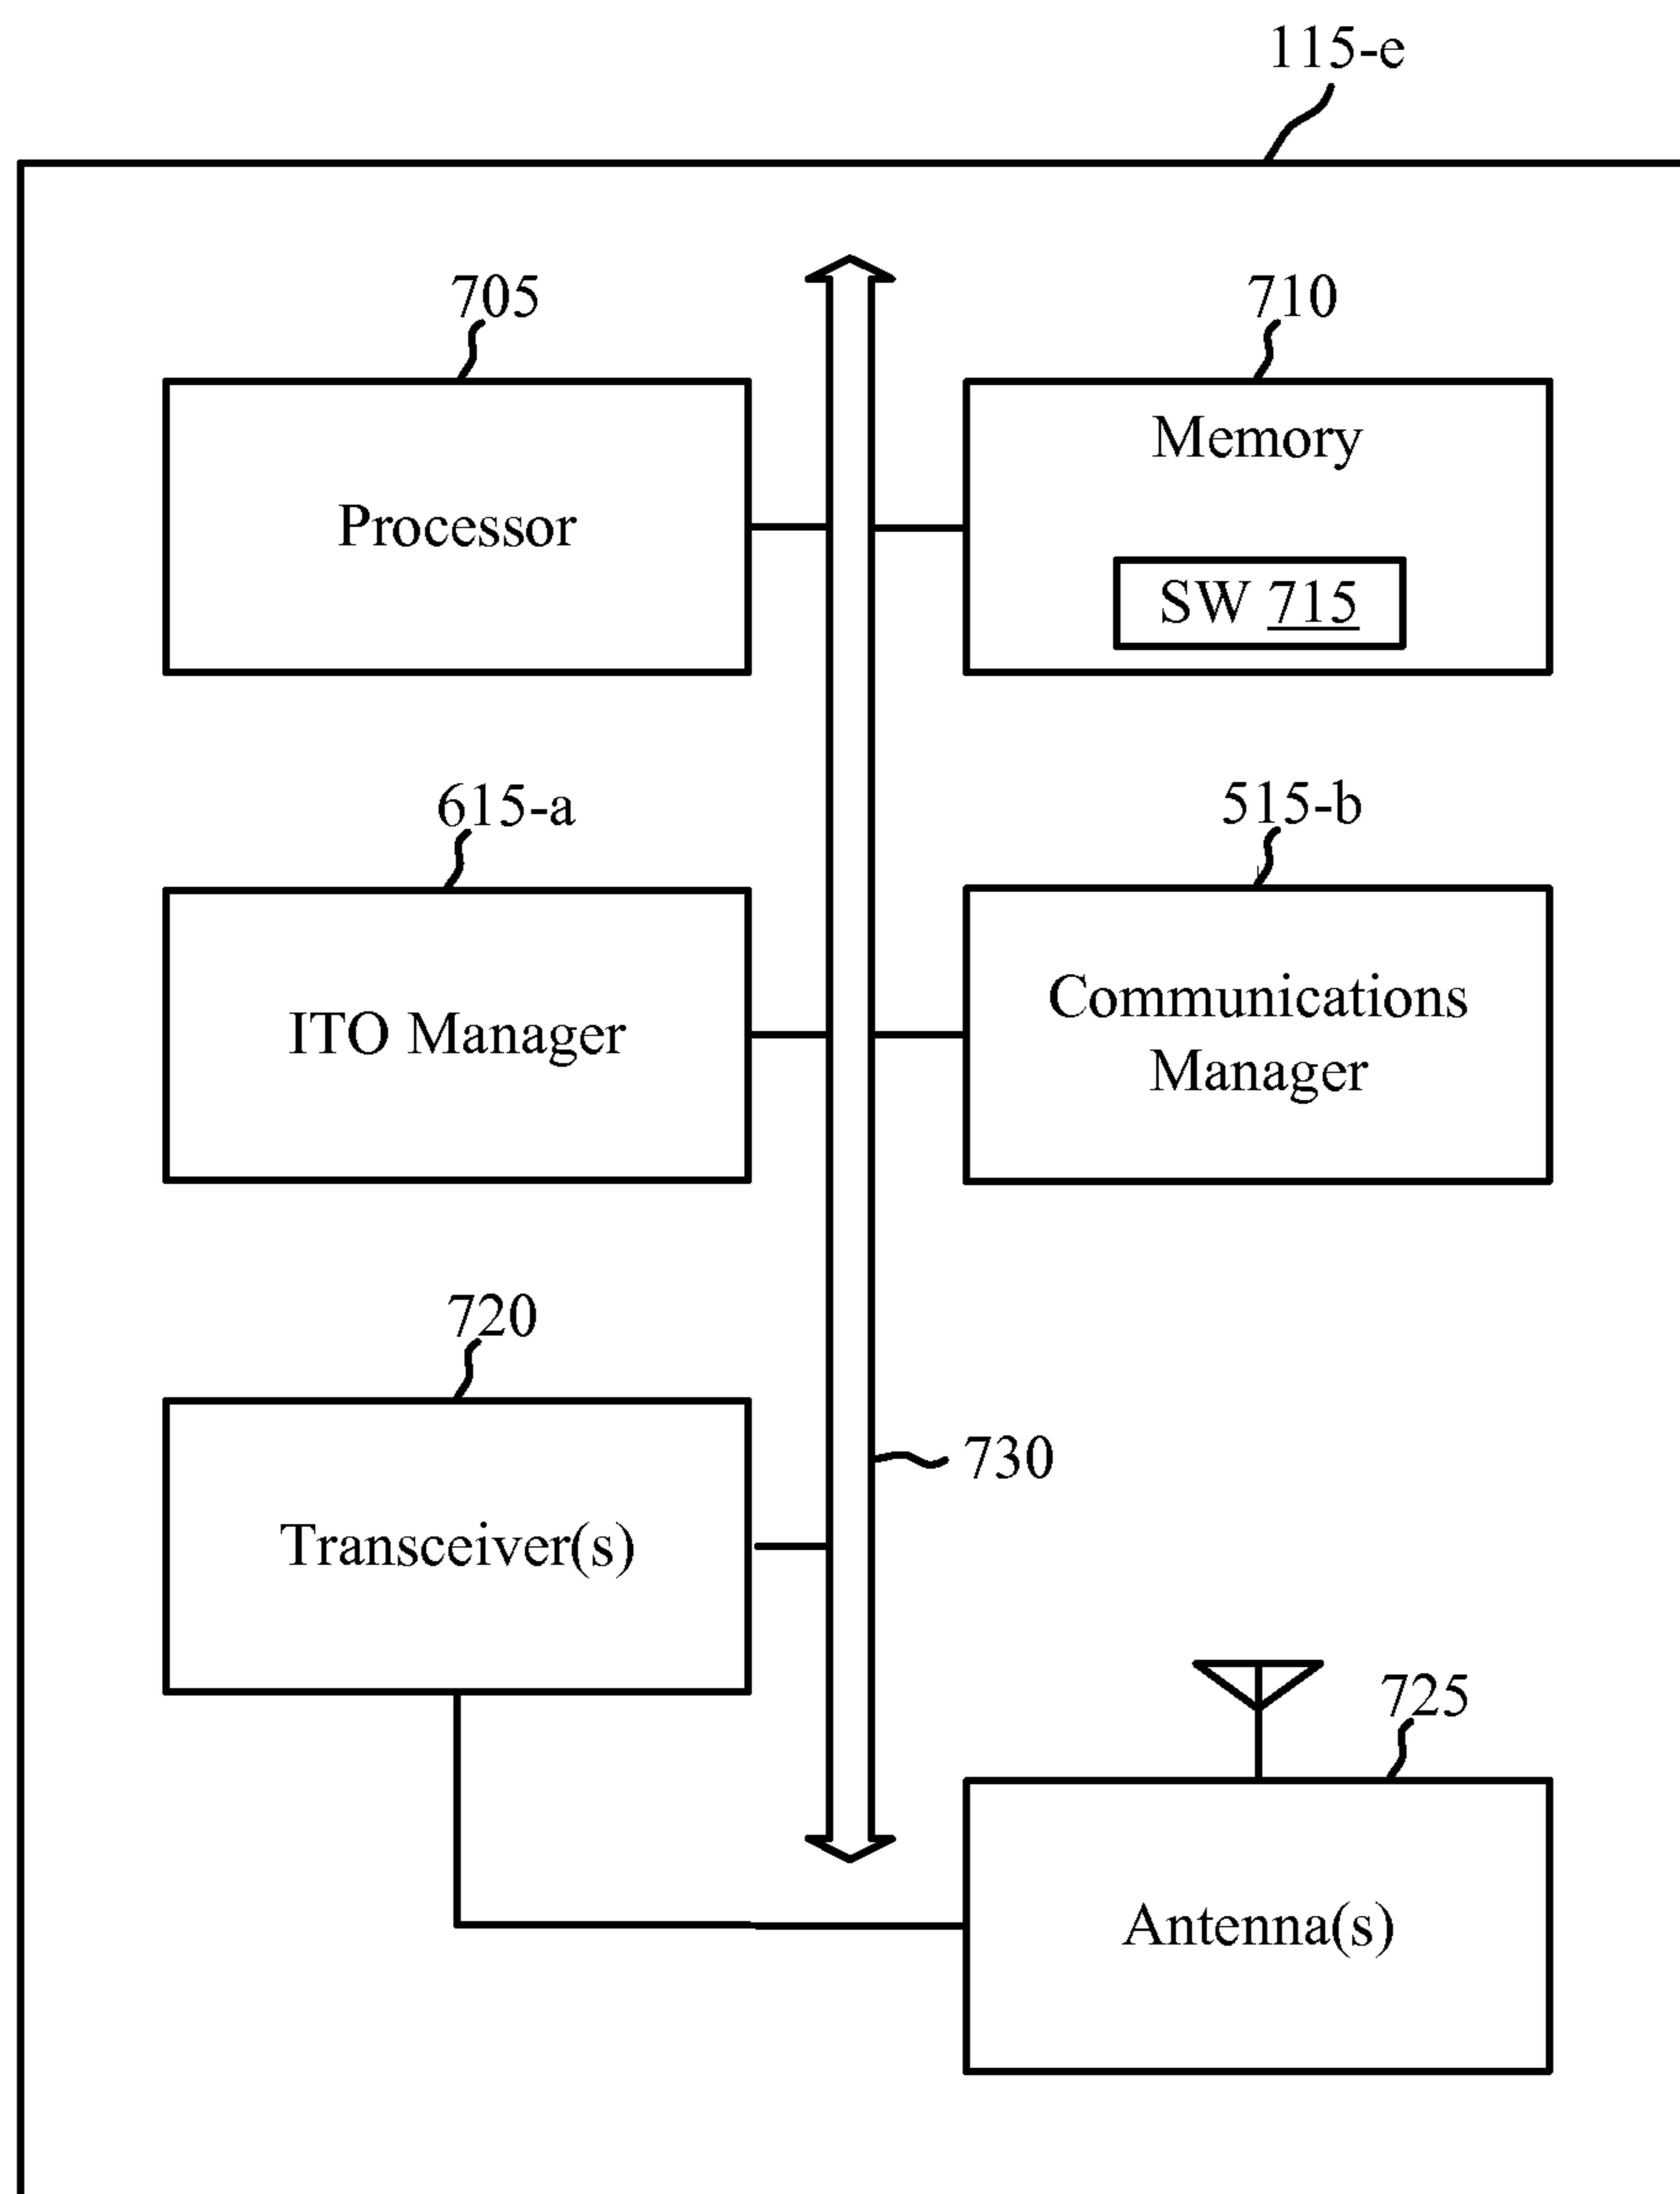 115-e
705
710
Processor
Memory
SW 715
615-a
515-b
ITO Manager
Communications
Manager
720
730
Transceiver(s)
725
Antenna(s)